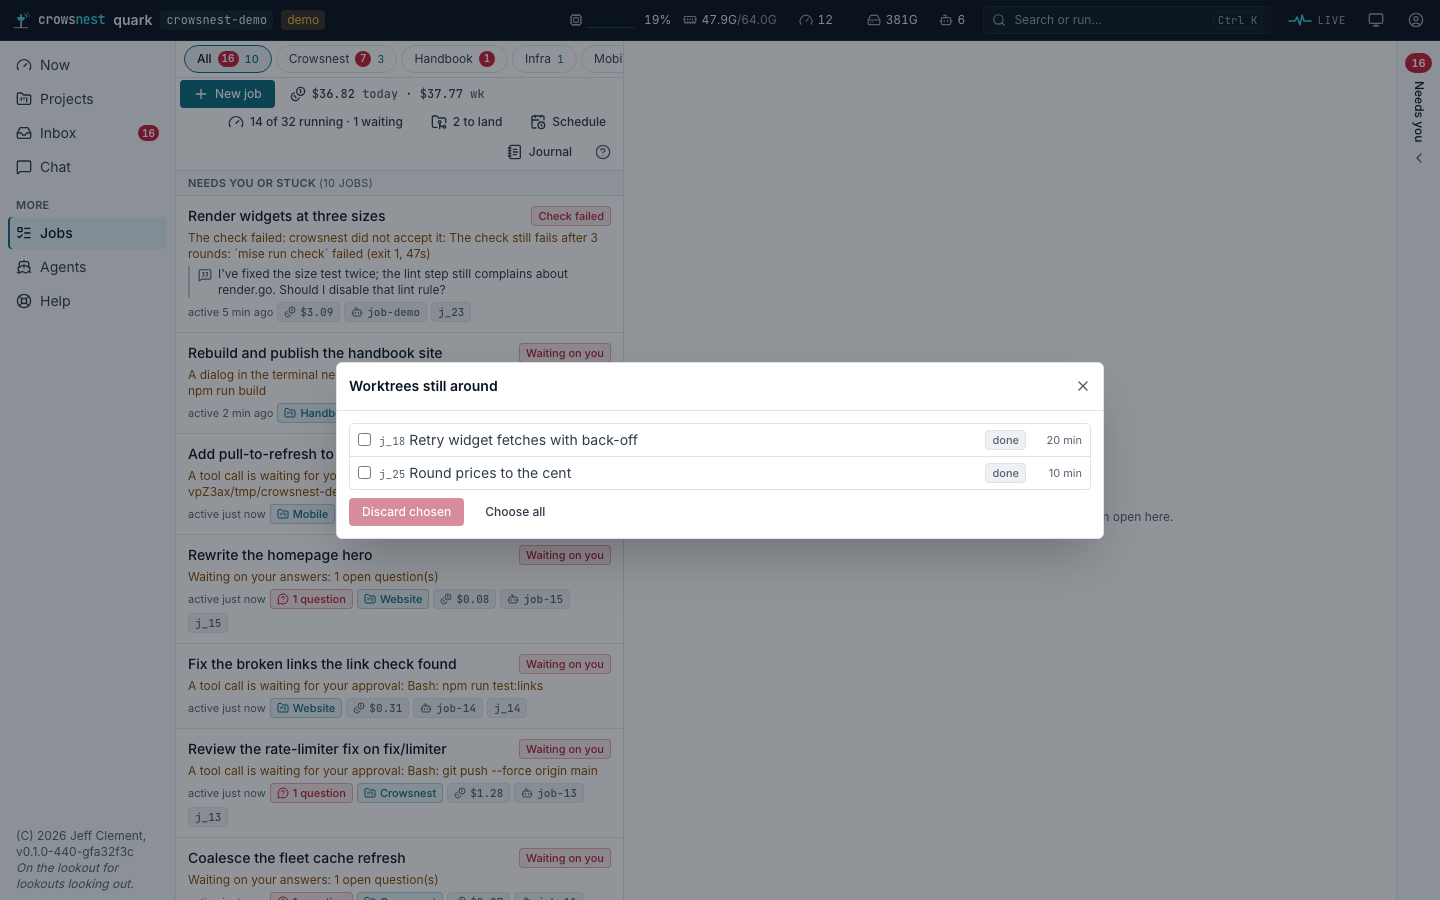 crowsnest quark crowsnest-demo demo 19% 47.9G/64.0G 12 381G 6 Search or run... Ctrl K LIVE
Now
Projects
Inbox 16
Chat
MORE
Jobs
Agents
Help
(C) 2026 Jeff Clement,
v0.1.0-440-gfa32f3c
On the lookout for
lookouts looking out.
All 16 10 Crowsnest 7 3 Handbook 1 Infra 1 Mobi
New job $36.82 today · $37.77 wk
14 of 32 running · 1 waiting 2 to land Schedule
Journal
NEEDS YOU OR STUCK (10 JOBS)
Render widgets at three sizes Check failed
The check failed: crowsnest did not accept it: The check still fails after 3
rounds: `mise run check` failed (exit 1, 47s)
I've fixed the size test twice; the lint step still complains about
render.go. Should I disable that lint rule?
active 5 min ago $3.09 job-demo j_23
Rebuild and publish the handbook site Waiting on you
A dialog in the terminal ne
npm run build
active 2 min ago Handb
Add pull-to-refresh to
A tool call is waiting for yo
vpZ3ax/tmp/crowsnest-de
active just now Mobile
Rewrite the homepage hero Waiting on you
Waiting on your answers: 1 open question(s)
active just now 1 question Website $0.08 job-15
j_15
Fix the broken links the link check found Waiting on you
A tool call is waiting for your approval: Bash: npm run test:links
active just now Website $0.31 job-14 j_14
Review the rate-limiter fix on fix/limiter Waiting on you
A tool call is waiting for your approval: Bash: git push --force origin main
active just now 1 question Crowsnest $1.28 job-13
j_13
Coalesce the fleet cache refresh Waiting on you
Waiting on your answers: 1 open question(s)
Worktrees still around
j_18 Retry widget fetches with back-off done 20 min
j_25 Round prices to the cent done 10 min
Discard chosen Choose all
n open here.
16
Needs you